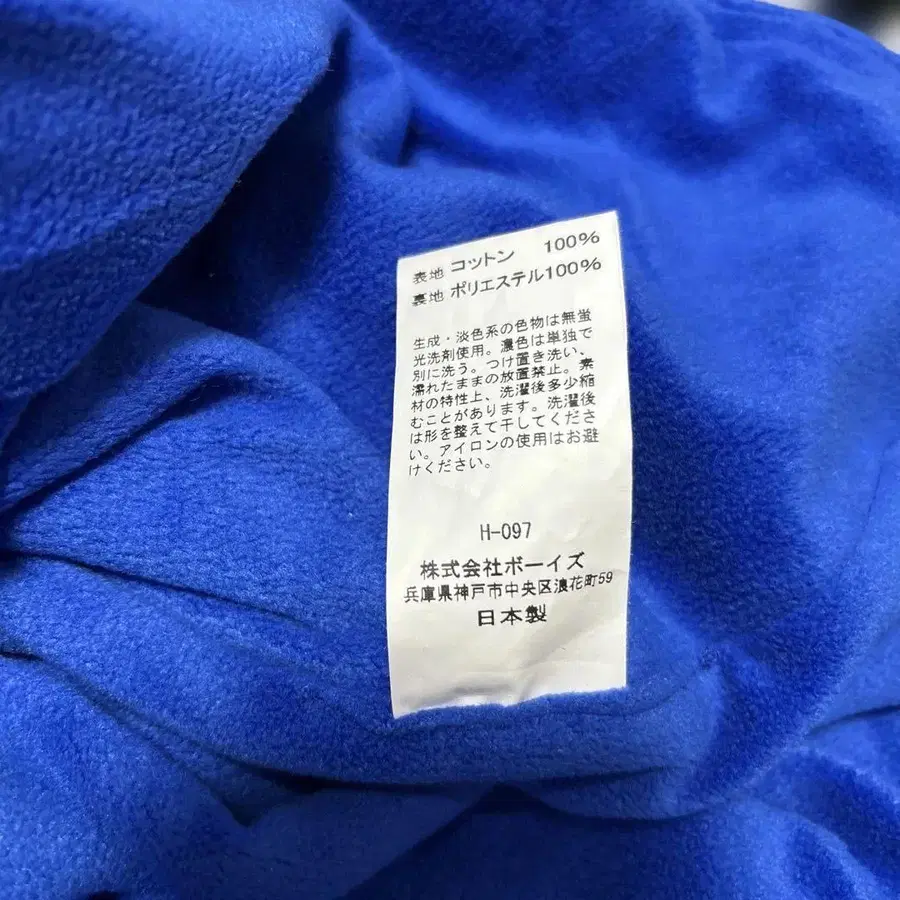 表地 コットン 100%
裏地 ポリエステル100%
生成・淡色系の色物は無蛍
光洗剤使用。濃色は単独で
別に洗う。つけ置き洗い、
濡れたままの放置禁止。素
材の特性上、洗濯後多少縮
むことがあります。洗濯後
は形を整えて干してくださ
い。アイロンの使用はお避
けください。
H-097
株式会社ボーイズ
兵庫県神戸市中央区浪花町59
日本製